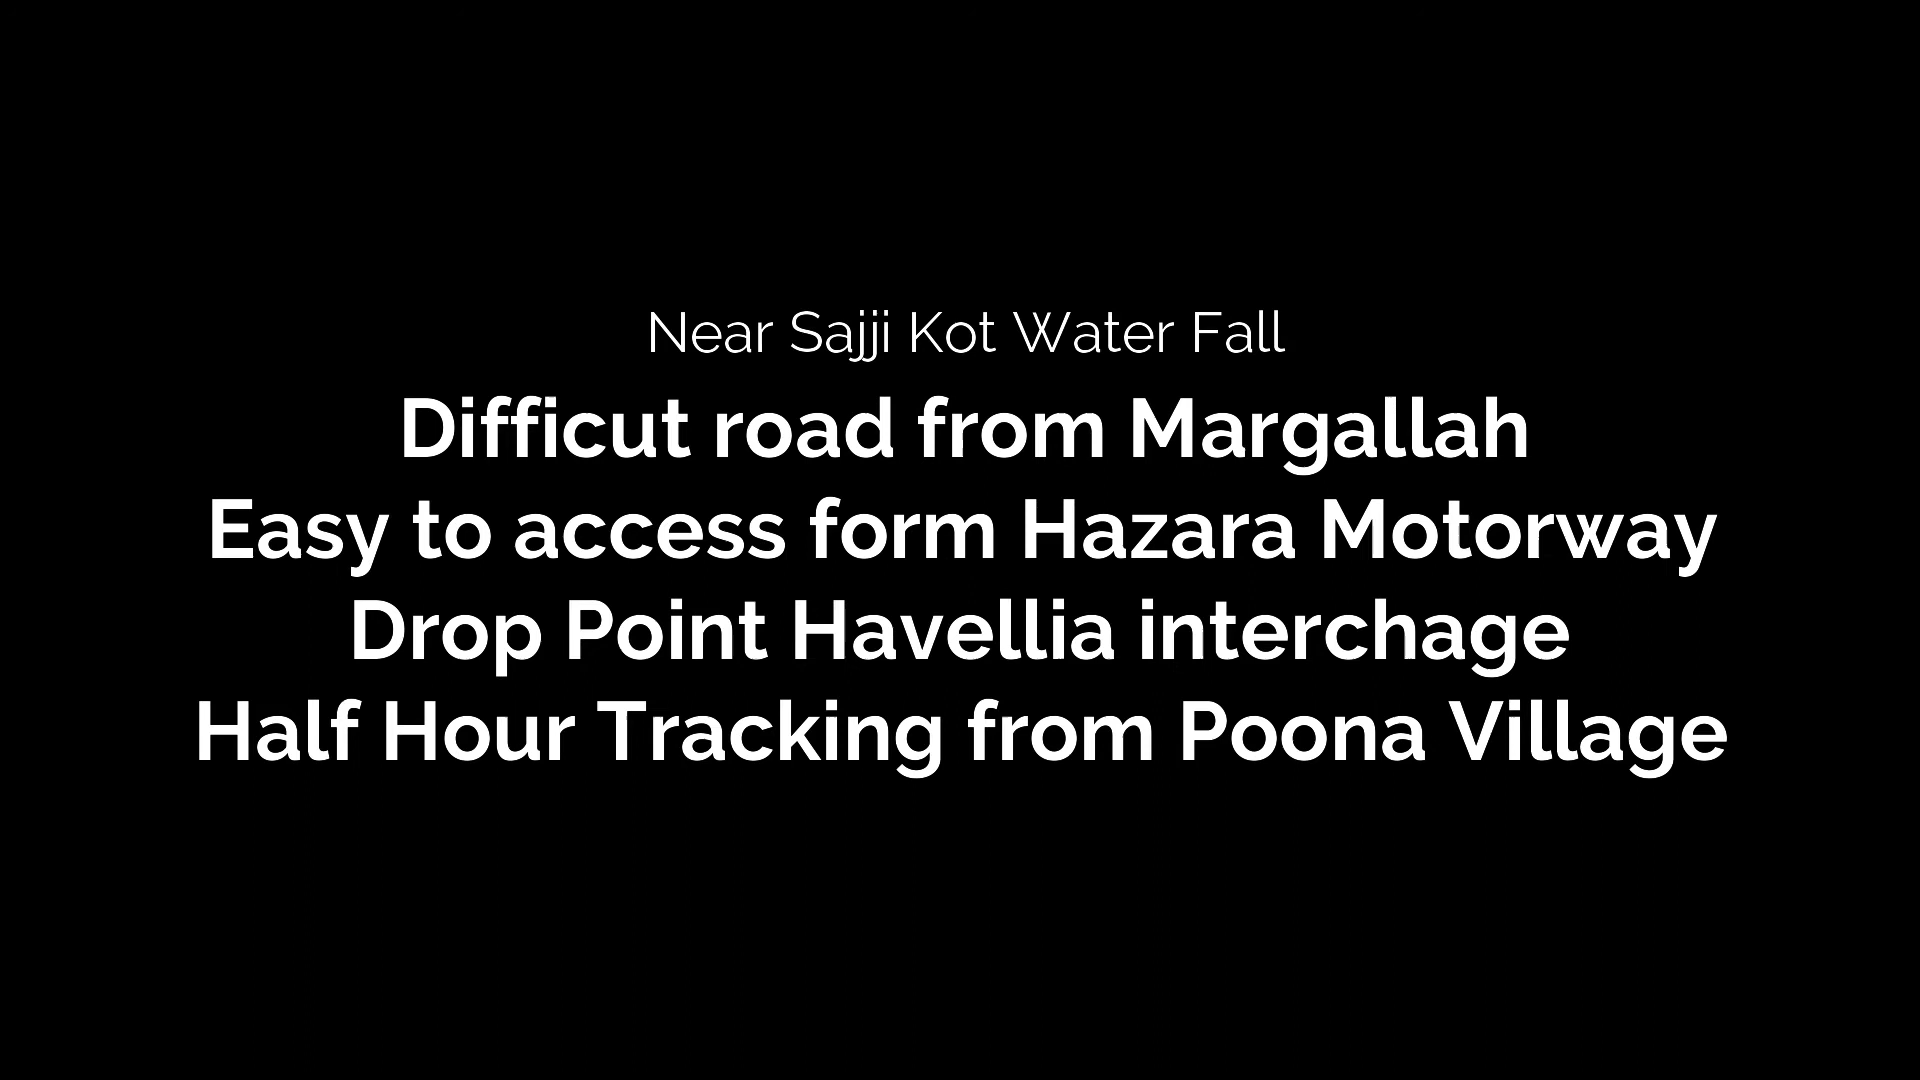 Near Sajji Kot Water Fall
Difficut road from Margallah
Easy to access form Hazara Motorway
Drop Point Havellia interchage
Half Hour Tracking from Poona Village